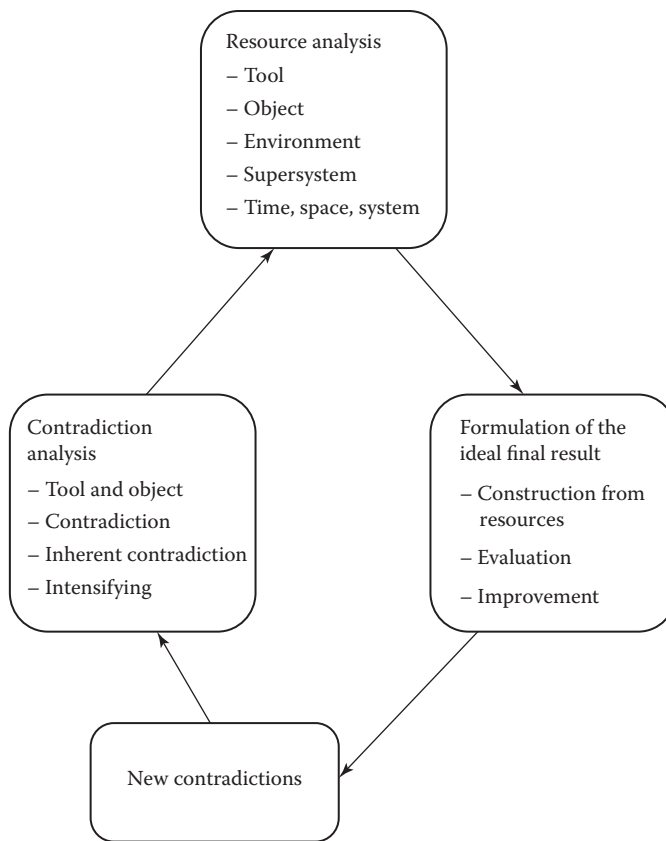 Resource analysis
– Tool
– Object
– Environment
– Supersystem
– Time, space, system
Contradiction
analysis
– Tool and object
– Contradiction
– Inherent contradiction
– Intensifying
Formulation of the
ideal final result
– Construction from
resources
– Evaluation
– Improvement
New contradictions